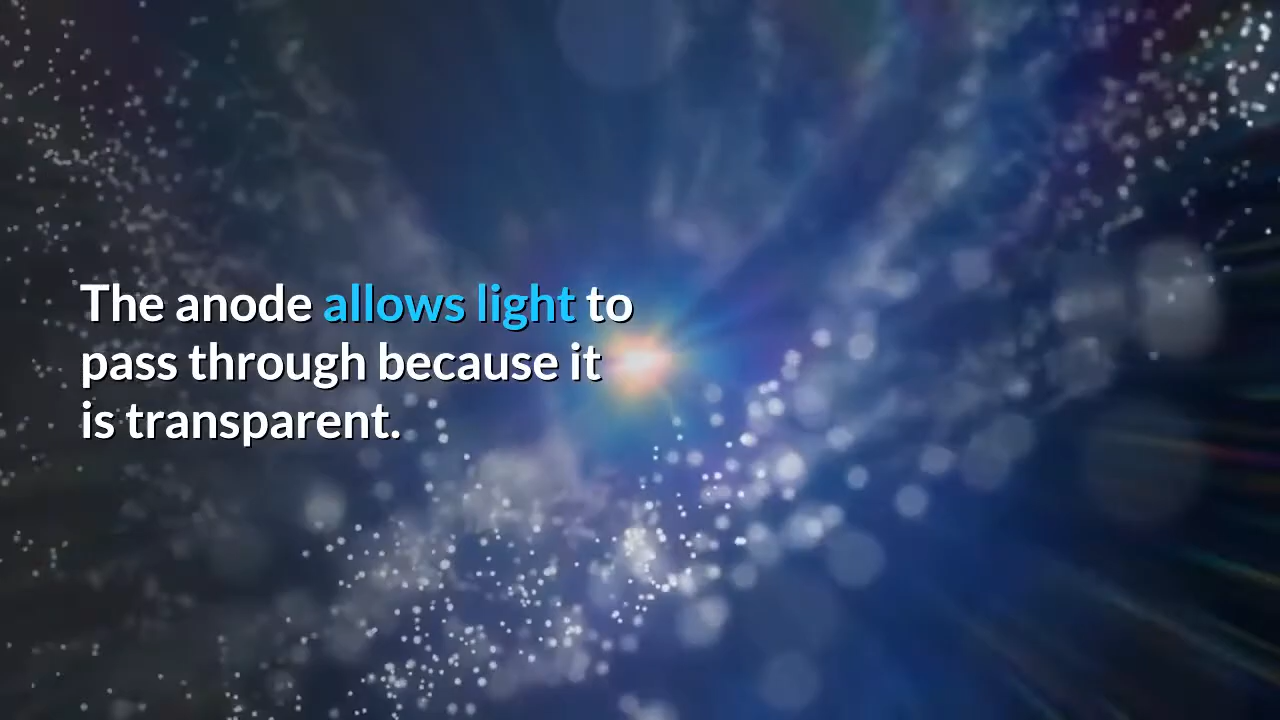 The anode allows light to
pass through because it
is transparent.